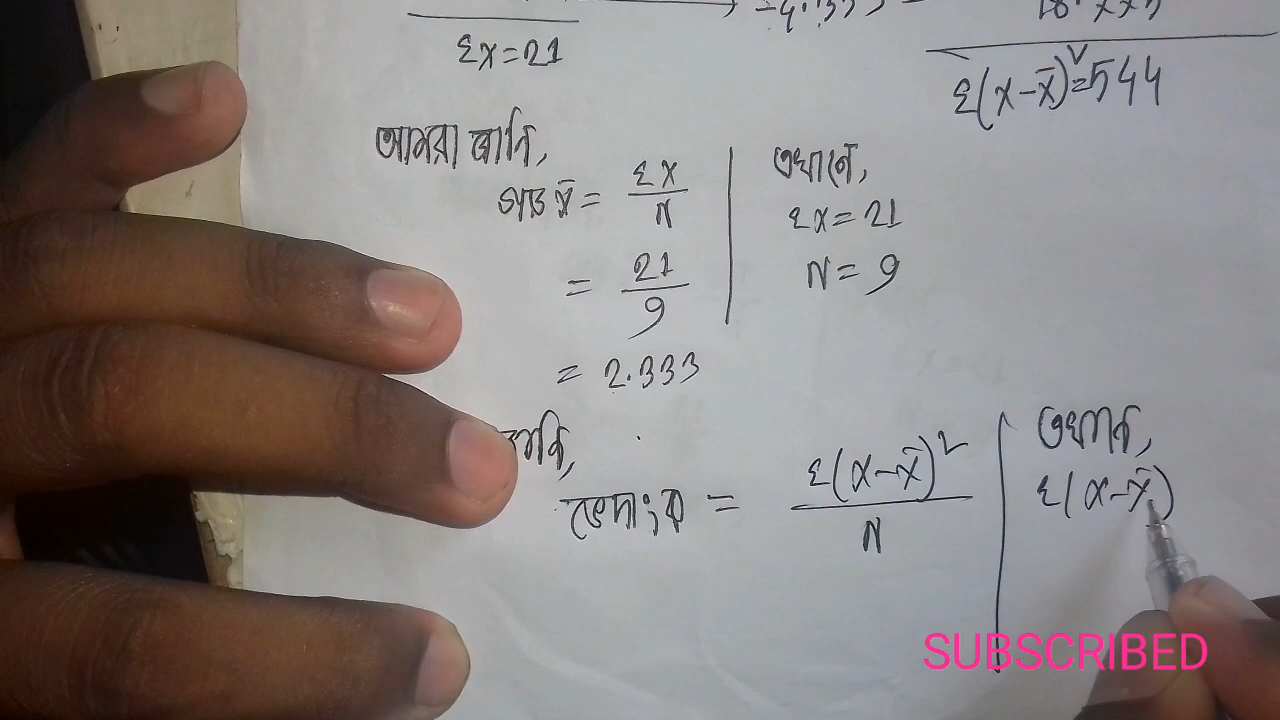 Σx=21
Σ(x-x̄)²=544
আমরা জানি,
গড় x̄ = Σx/N
= 21/9
= 2.333
এখানে,
Σx = 21
N = 9
জানি,
ভেদাংক = Σ(x-x̄)²/N
এখানে,
Σ(x-x̄)
SUBSCRIBED